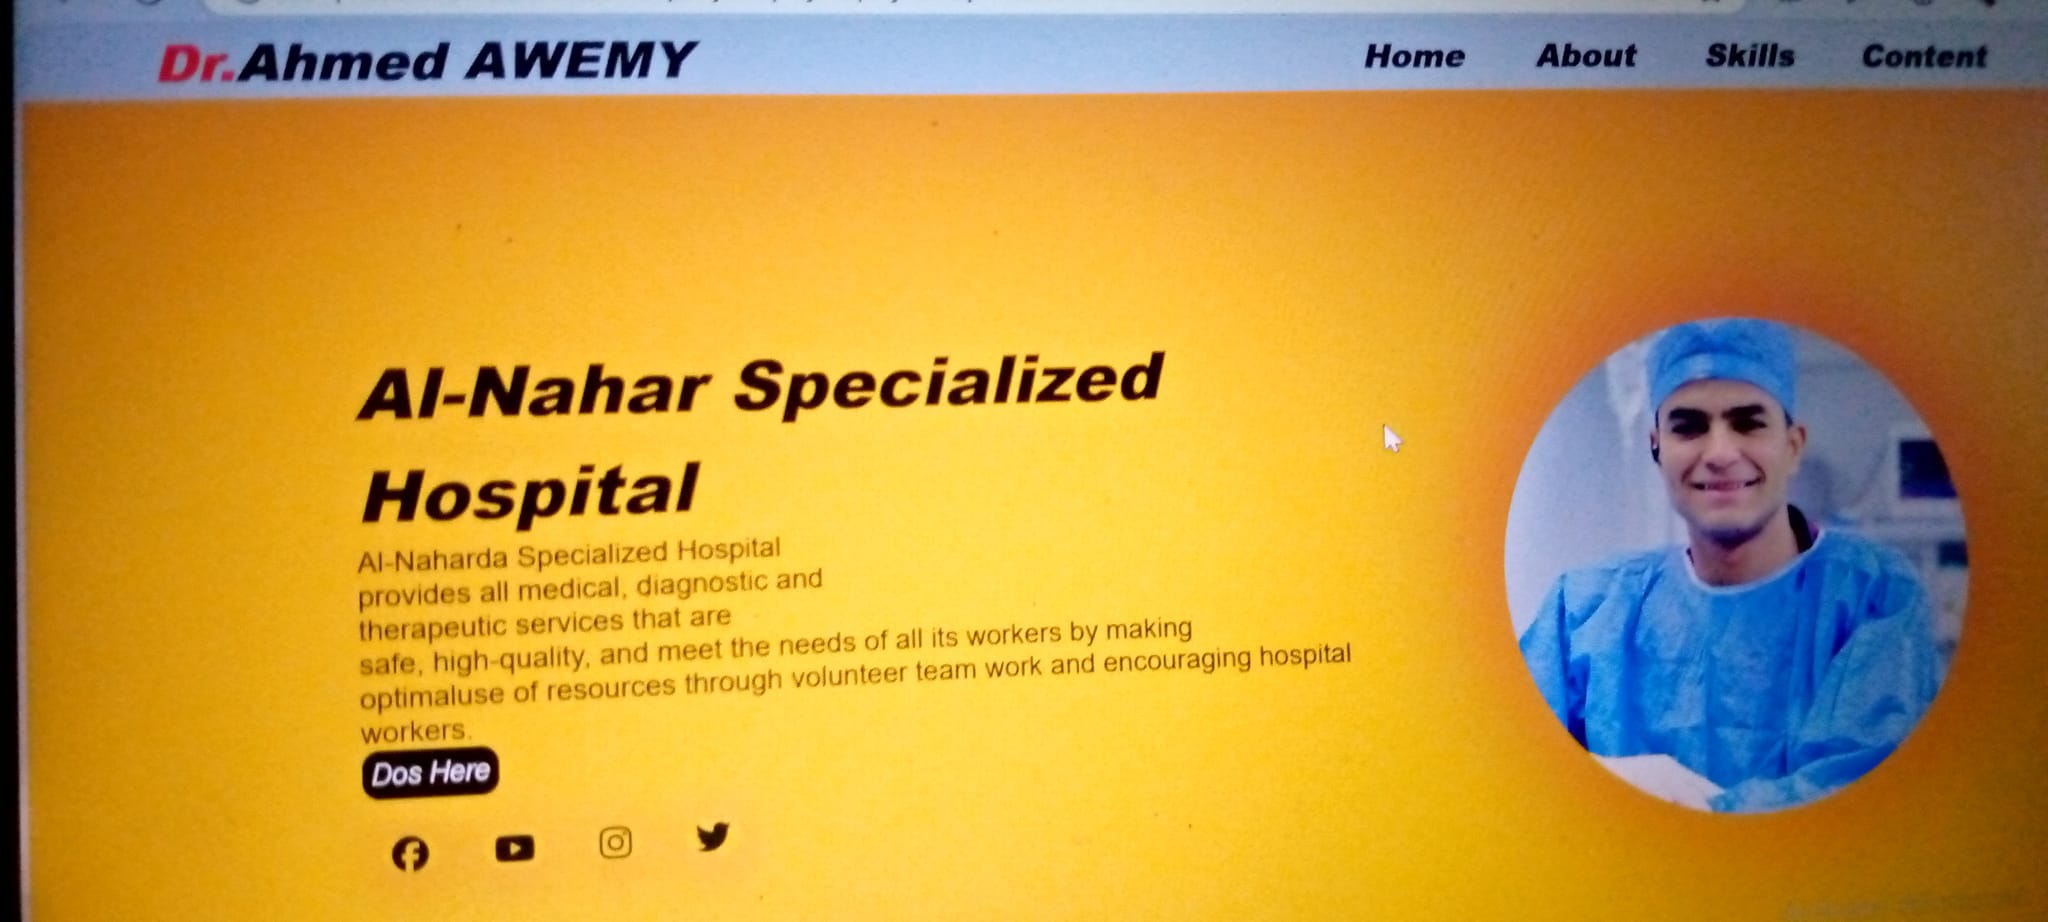 Dr.Ahmed AWEMY
Home About Skills Content
Al-Nahar Specialized
Hospital
Al-Naharda Specialized Hospital
provides all medical, diagnostic and
therapeutic services that are
safe, high-quality, and meet the needs of all its workers by making
optimaluse of resources through volunteer team work and encouraging hospital
workers.
Dos Here